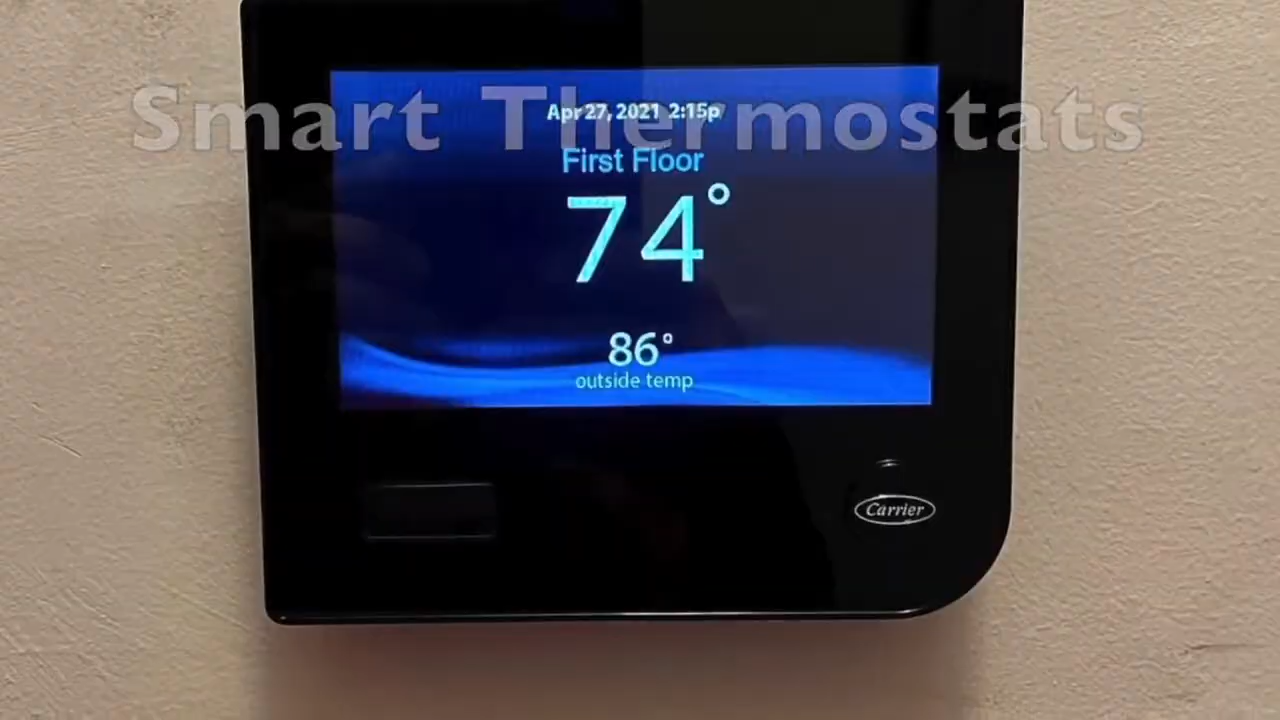 Smart Thermostats
Apr 27, 2021 2:15p
First Floor
74°
86°
outside temp
Carrier